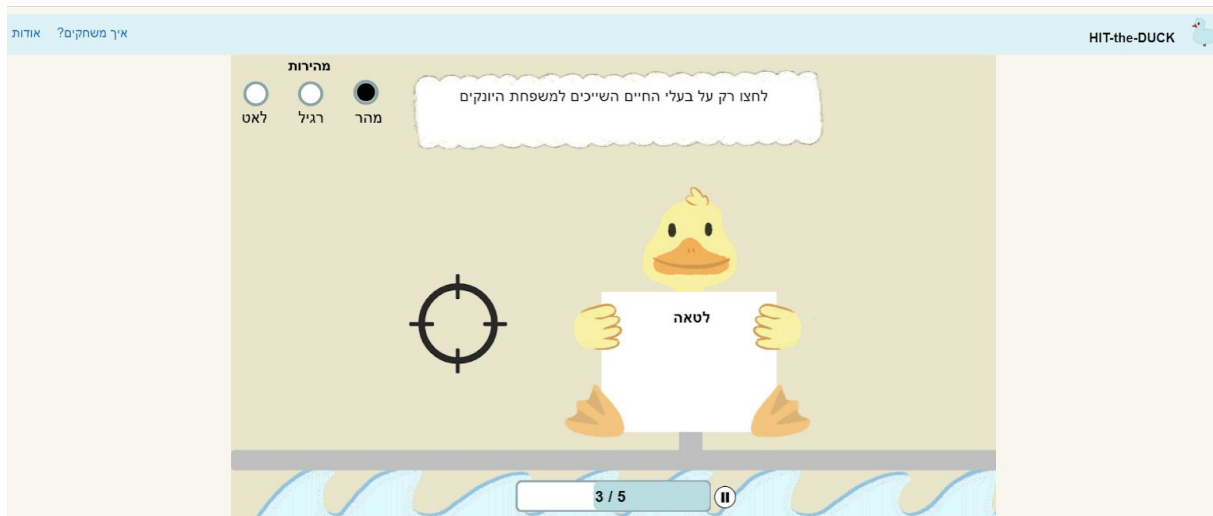 HIT-the-DUCK
איך משחקים? אודות
מהירות
מהר רגיל לאט
לחצו רק על בעלי החיים השייכים למשפחת היונקים
לטאה
3 / 5